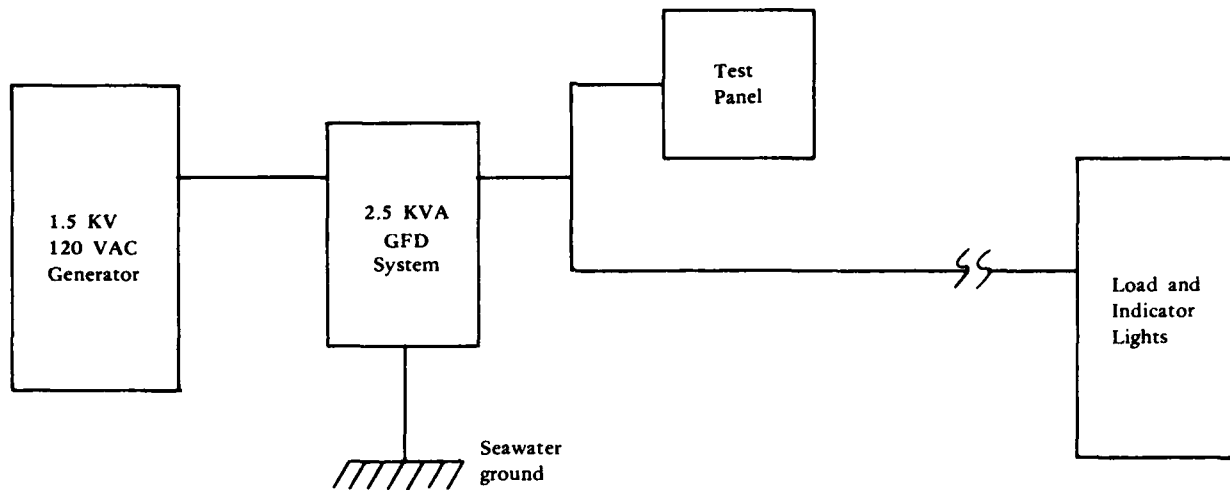 1.5 KV
120 VAC
Generator
2.5 KVA
GFD
System
Test
Panel
Load and
Indicator
Lights
Seawater
ground